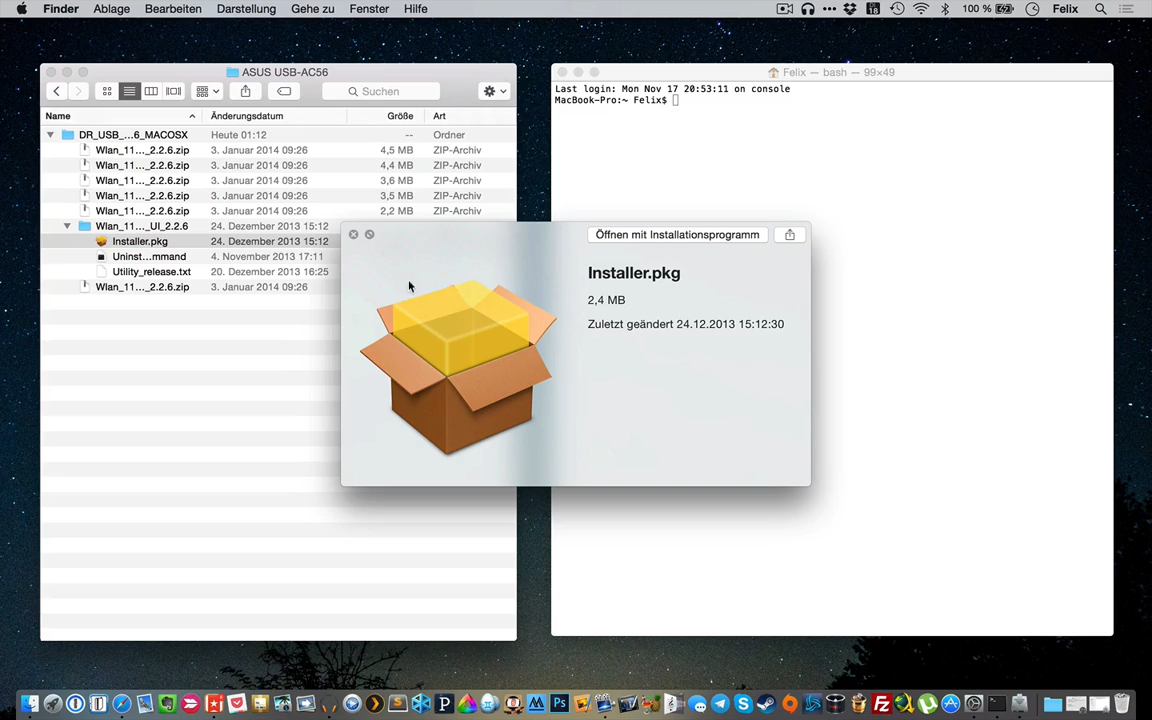 Finder Ablage Bearbeiten Darstellung Gehe zu Fenster Hilfe 18 100 % Felix
ASUS USB-AC56
Suchen
Name Änderungsdatum Größe Art
DR_USB_...6_MACOSX Heute 01:12 -- Ordner
Wlan_11..._2.2.6.zip 3. Januar 2014 09:26 4,5 MB ZIP-Archiv
Wlan_11..._2.2.6.zip 3. Januar 2014 09:26 4,4 MB ZIP-Archiv
Wlan_11..._2.2.6.zip 3. Januar 2014 09:26 3,6 MB ZIP-Archiv
Wlan_11..._2.2.6.zip 3. Januar 2014 09:26 3,5 MB ZIP-Archiv
Wlan_11..._2.2.6.zip 3. Januar 2014 09:26 2,2 MB ZIP-Archiv
Wlan_11..._UI_2.2.6 24. Dezember 2013 15:12
Installer.pkg 24. Dezember 2013 15:12
Uninst...mmand 4. November 2013 17:11
Utility_release.txt 20. Dezember 2013 16:25
Wlan_11..._2.2.6.zip 3. Januar 2014 09:26
Felix — bash — 99×49
Last login: Mon Nov 17 20:53:11 on console
MacBook-Pro:~ Felix$
Öffnen mit Installationsprogramm
Installer.pkg
2,4 MB
Zuletzt geändert 24.12.2013 15:12:30
Ps